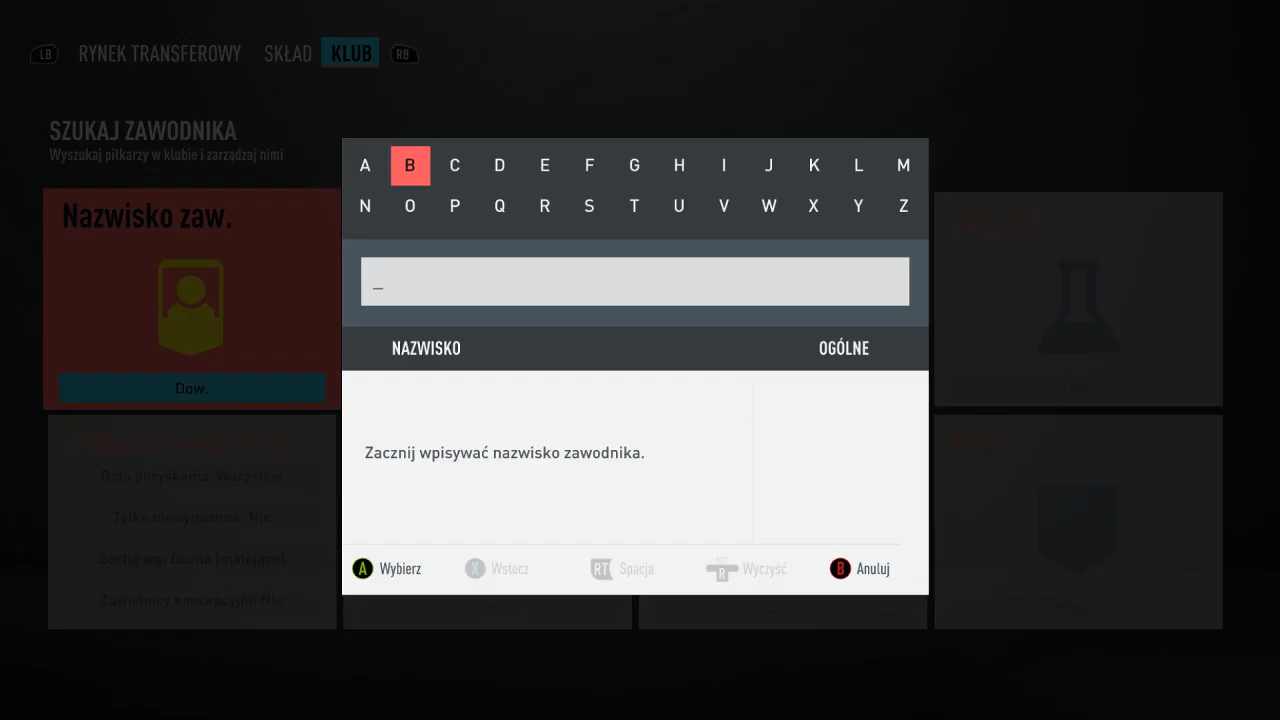 LB RYNEK TRANSFEROWY SKŁAD KLUB RB
SZUKAJ ZAWODNIKA
Wyszukaj piłkarzy w klubie i zarządzaj nimi
Nazwisko zaw.
Dow.
Data pozyskania: Wszystkie
Tylko niewymienne: Nie
Sortuj wg: Ocena (malejąco)
Zawodnicy koncepcyjni: Nie
A B C D E F G H I J K L M
N O P Q R S T U V W X Y Z
_
NAZWISKO OGÓLNE
Zacznij wpisywać nazwisko zawodnika.
A Wybierz X Wstecz RT Spacja R Wyczyść B Anuluj